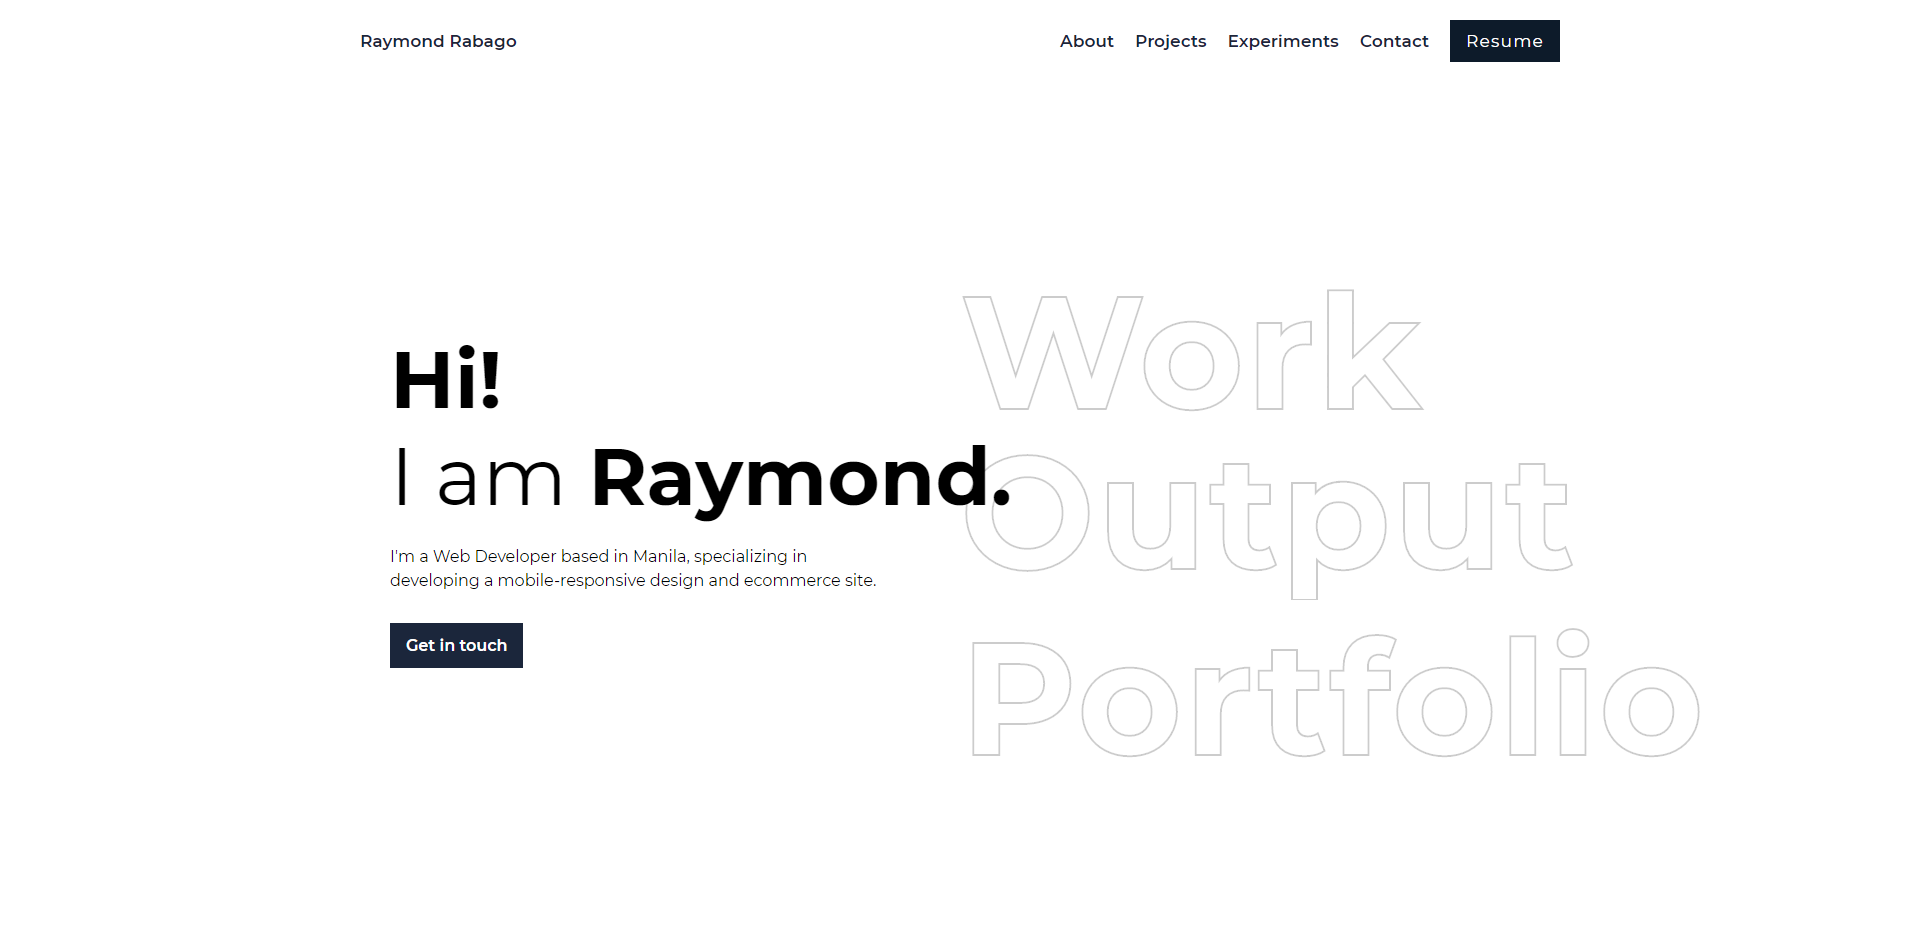 Raymond Rabago
About Projects Experiments Contact Resume
Hi!
I am Raymond.
I'm a Web Developer based in Manila, specializing in
developing a mobile-responsive design and ecommerce site.
Get in touch
Work
Output
Portfolio